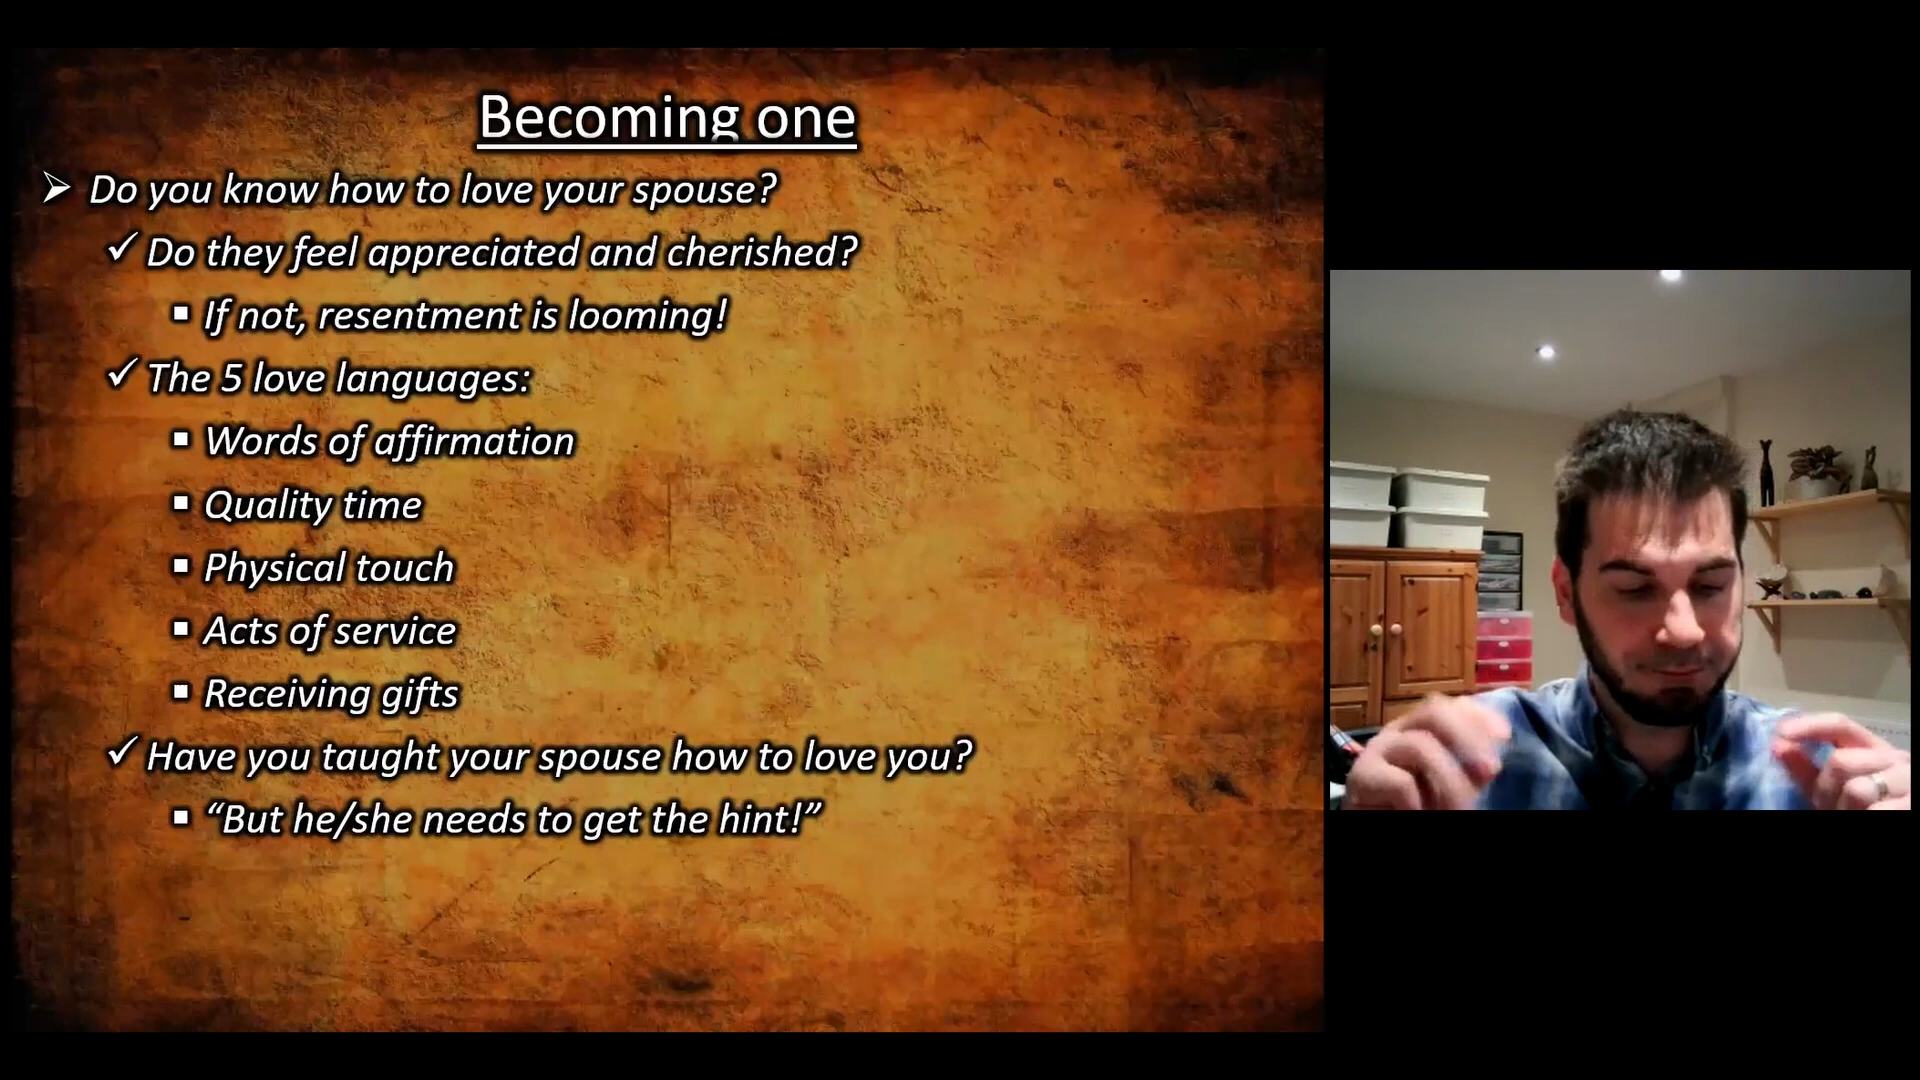 Becoming one
Do you know how to love your spouse?
Do they feel appreciated and cherished?
If not, resentment is looming!
The 5 love languages:
Words of affirmation
Quality time
Physical touch
Acts of service
Receiving gifts
Have you taught your spouse how to love you?
“But he/she needs to get the hint!”